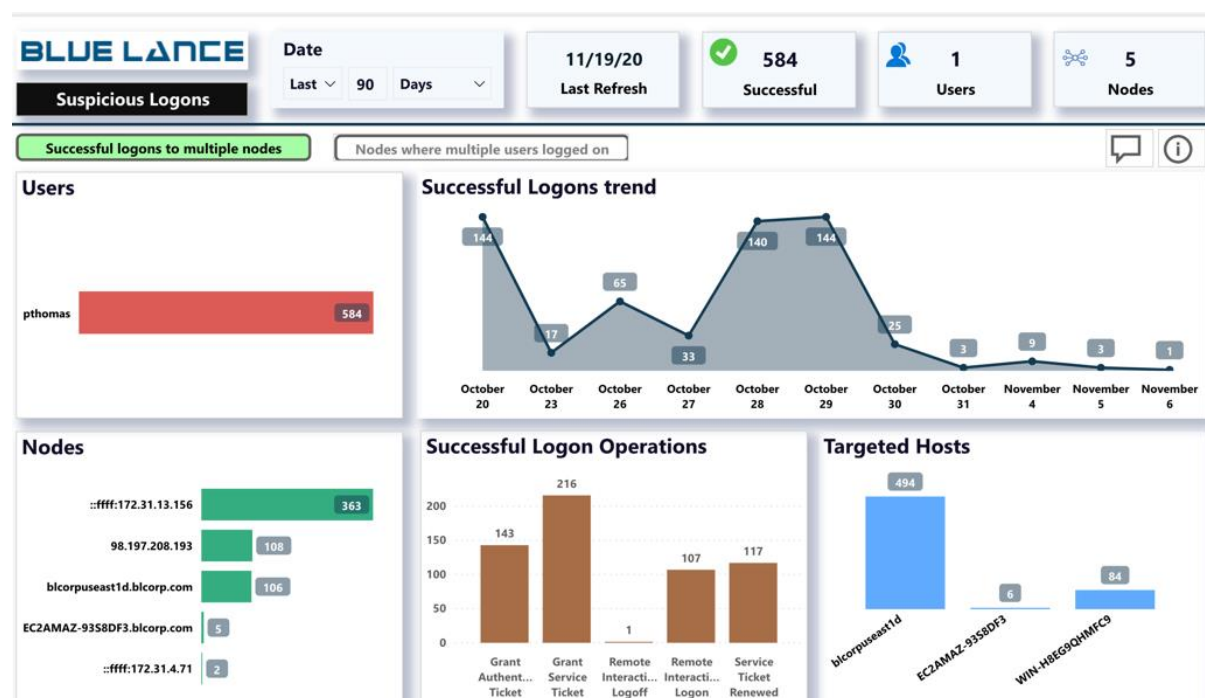 BLUE LANCE
Suspicious Logons
Date
Last 90 Days
11/19/20
Last Refresh
584
Successful
1
Users
5
Nodes
Successful logons to multiple nodes
Nodes where multiple users logged on
Users
pthomas
584
Successful Logons trend
144
17
65
33
140
144
25
3
9
3
1
October 20
October 23
October 26
October 27
October 28
October 29
October 30
October 31
November 4
November 5
November 6
Nodes
::ffff:172.31.13.156 363
98.197.208.193 108
blcorpuseast1d.blcorp.com 106
EC2AMAZ-93S8DF3.blcorp.com 5
::ffff:172.31.4.71 2
Successful Logon Operations
200
150
100
50
0
143
216
1
107
117
Grant Authent... Ticket
Grant Service Ticket
Remote Interacti... Logoff
Remote Interacti... Logon
Service Ticket Renewed
Targeted Hosts
494
6
84
blcorpuseast1d
EC2AMAZ-93S8DF3
WIN-H8EG9QHMFC9